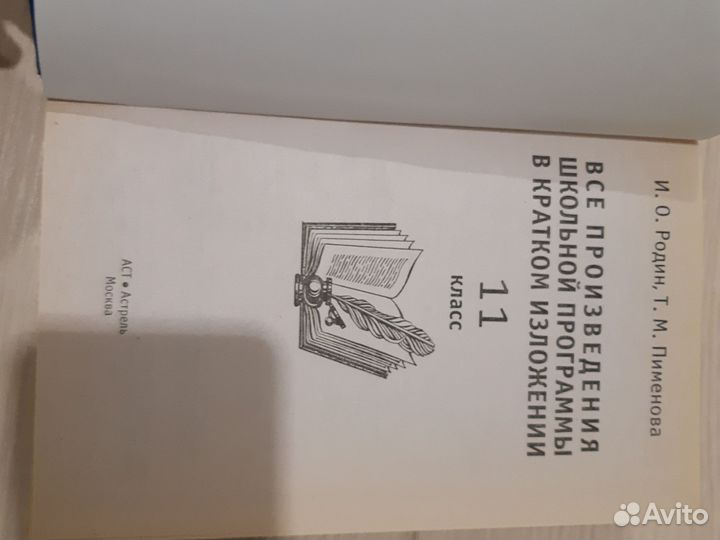 И. О. Родин, Т. М. Пименова
ВСЕ ПРОИЗВЕДЕНИЯ
ШКОЛЬНОЙ ПРОГРАММЫ
В КРАТКОМ ИЗЛОЖЕНИИ
11
класс
АСТ • Астрель
Москва
Avito